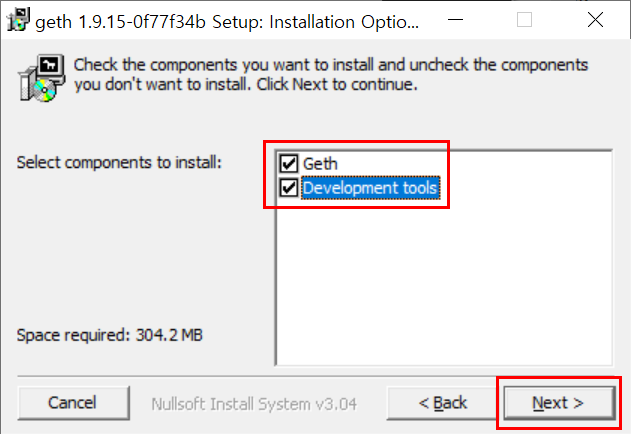 geth 1.9.15-0f77f34b Setup: Installation Optio...
Check the components you want to install and uncheck the components
you don't want to install. Click Next to continue.
Select components to install:
Geth
Development tools
Space required: 304.2 MB
Cancel
Nullsoft Install System v3.04
< Back
Next >